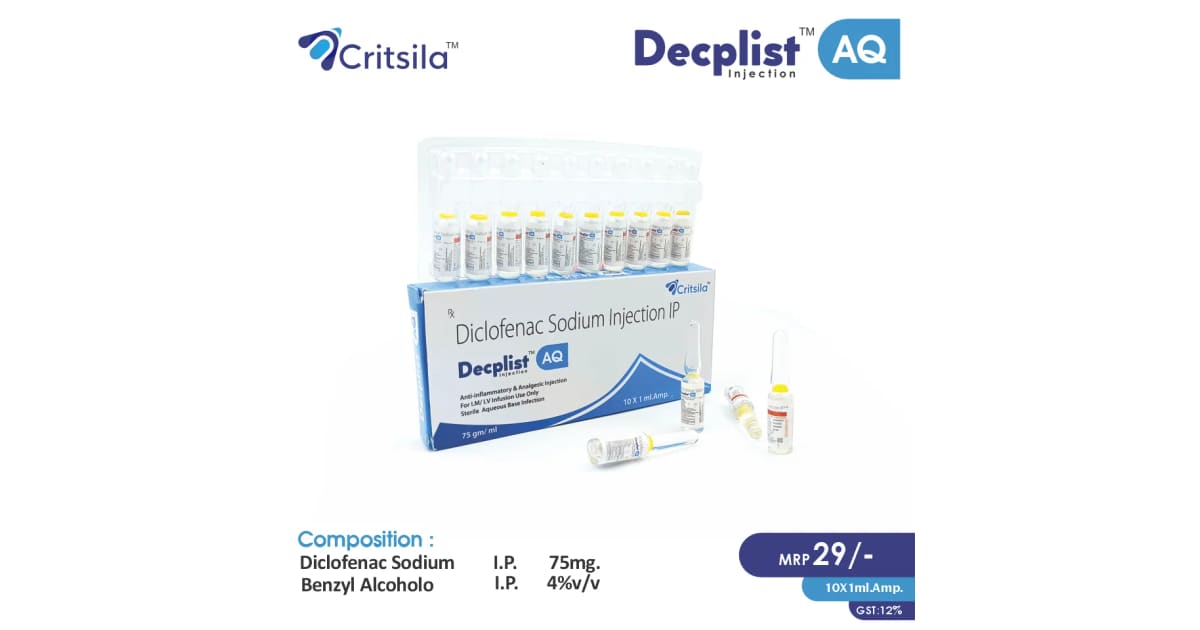 Critsila™
Decplist™ AQ
Injection
Critsila™
Rx
Diclofenac Sodium Injection IP
Decplist™ AQ
Injection
Anti-inflammatory & Analgesic Injection
For I.M/ I.V Infusion Use Only
Sterile Aqueous Base Infection
75 gm/ ml
10 X 1 ml.Amp.
Composition :
Diclofenac Sodium I.P. 75mg.
Benzyl Alcoholo I.P. 4%v/v
MRP 29/-
10X1ml.Amp.
GST:12%